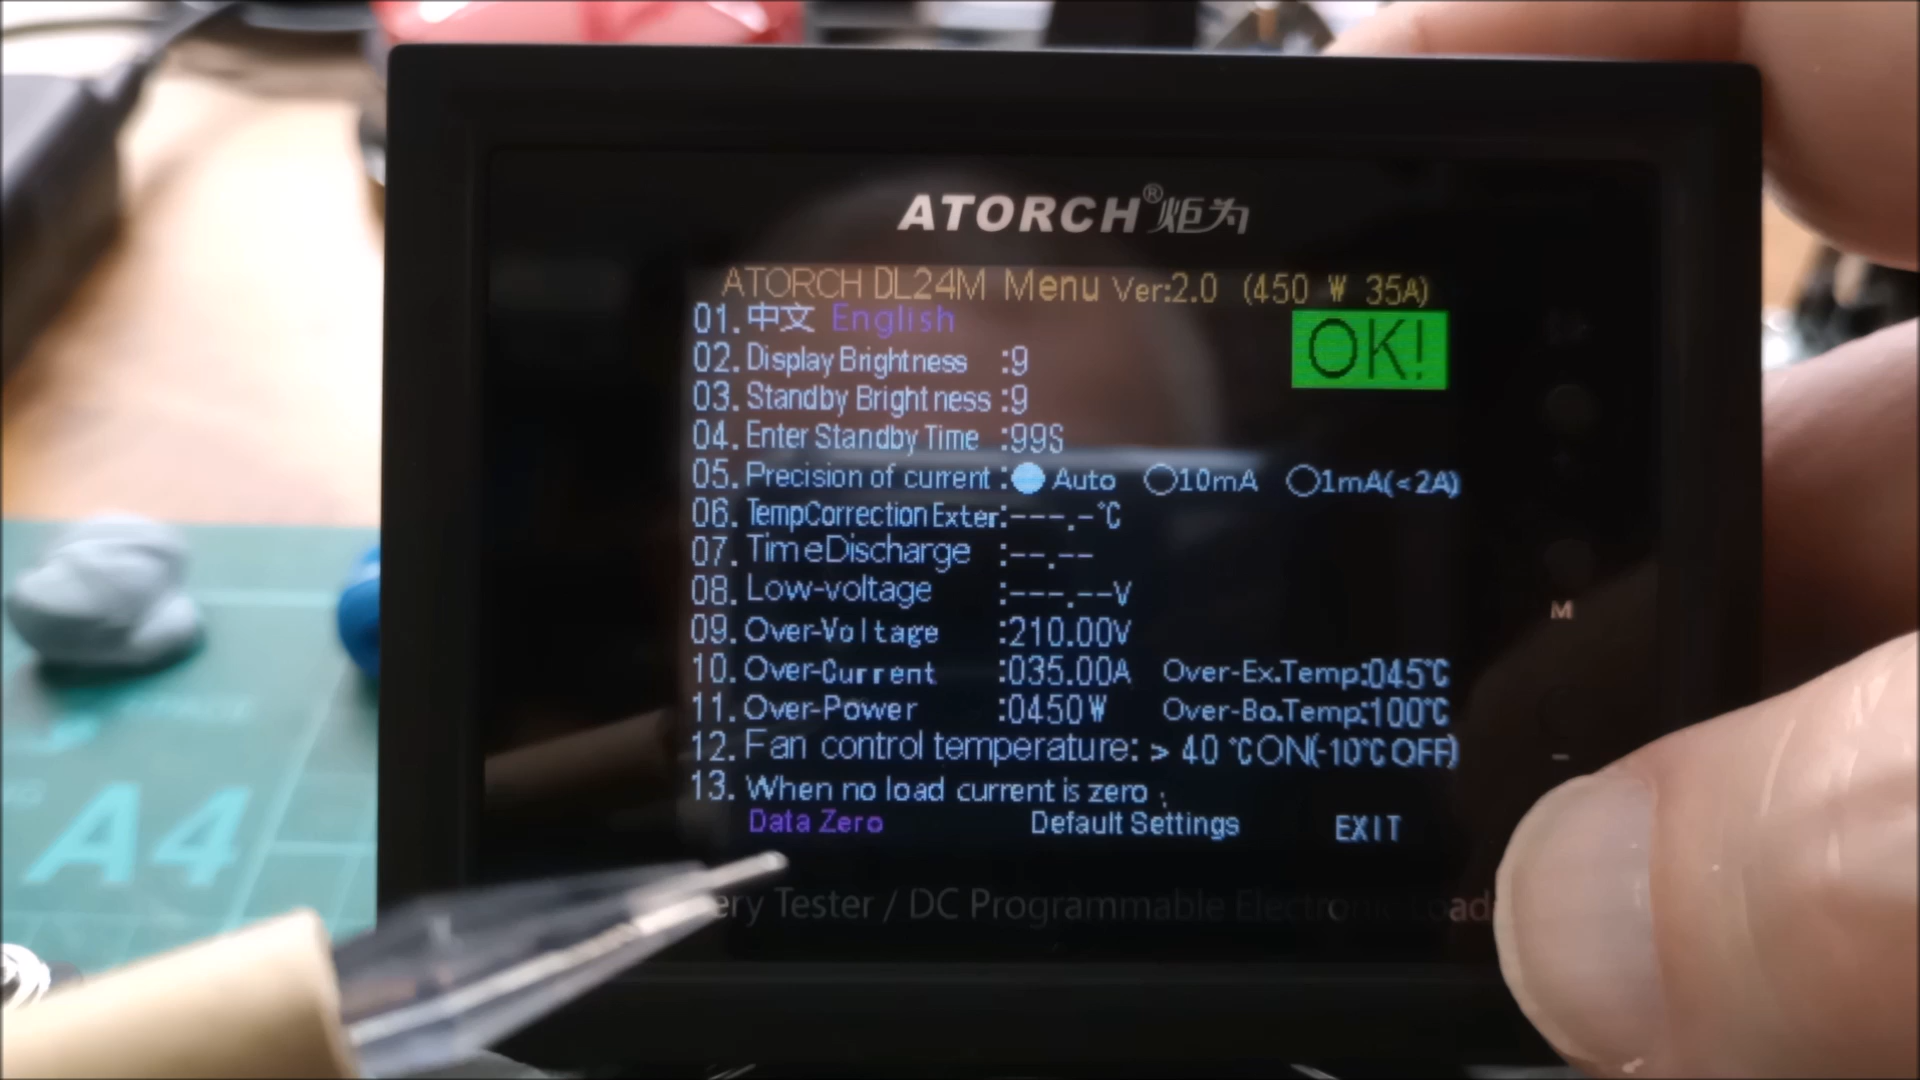 ATORCH®炬为
ATORCH DL24M Menu Ver:2.0 (450 W 35A)
01.中文 English
OK!
02.Display Brightness :9
03.Standby Brightness :9
04.Enter Standby Time :99S
05.Precision of current : Auto 10mA 1mA(<2A)
06.TempCorrection Exter:---.-℃
07.TimeDischarge :--.--
08.Low-voltage :---.--V
09.Over-Voltage :210.00V
10.Over-Current :035.00A Over-Ex.Temp:045℃
11.Over-Power :0450W Over-Bo.Temp:100℃
12.Fan control temperature: > 40 ℃ON(-10℃OFF)
13.When no load current is zero :
Data Zero Default Settings EXIT
Tester / DC Programmable Electronic Load
M
-
A4